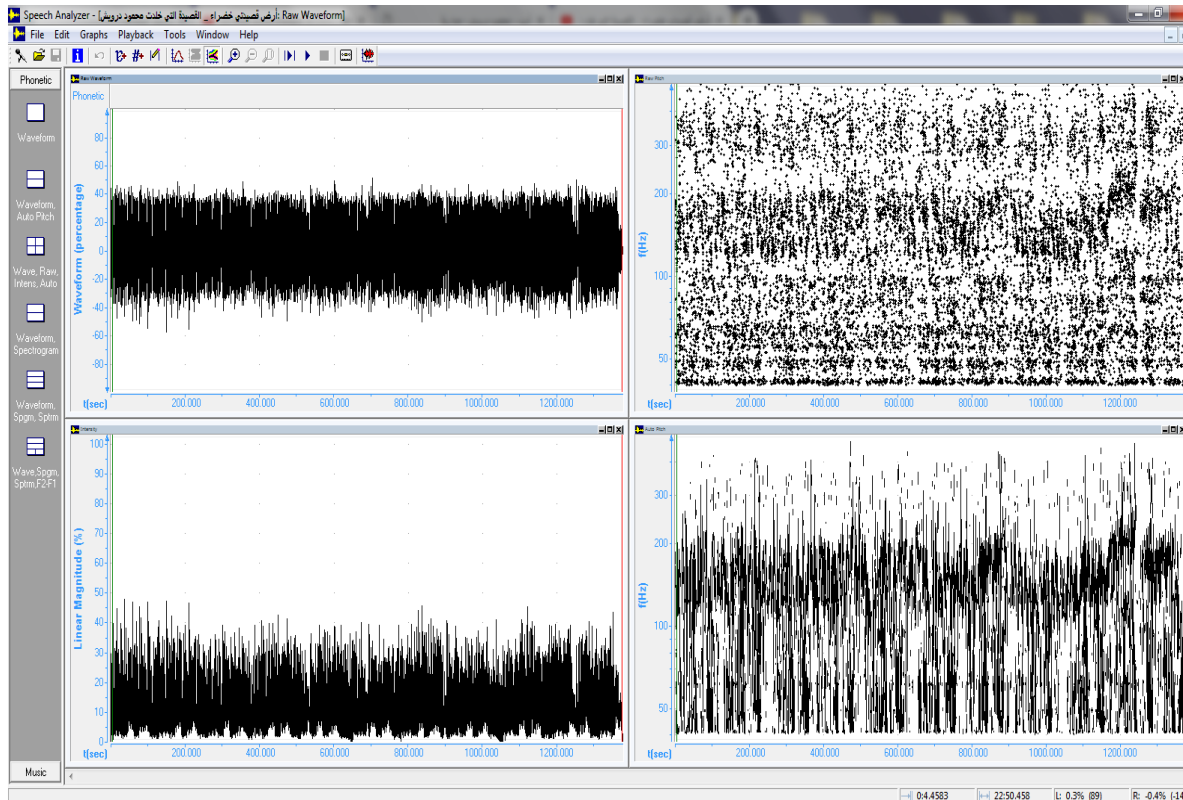 Speech Analyzer - [أرض قصيدتي خضراء _ القصيدة التي خلدت محمود درويش: Raw Waveform]
File Edit Graphs Playback Tools Window Help
Phonetic
Waveform
Waveform,
Auto Pitch
Wave, Raw,
Intens, Auto
Waveform,
Spectrogram
Waveform,
Spgm, Sptrm
Wave,Spgm,
Sptrm,F2-F1
Music
Raw Waveform
Phonetic
Waveform (percentage)
80
60
40
20
0
-20
-40
-60
-80
t(sec) 200.000 400.000 600.000 800.000 1000.000 1200.000
Raw Pitch
f(Hz)
300
200
100
50
t(sec) 200.000 400.000 600.000 800.000 1000.000 1200.000
Intensity
Linear Magnitude (%)
100
90
80
70
60
50
40
30
20
10
0
t(sec) 200.000 400.000 600.000 800.000 1000.000 1200.000
Auto Pitch
f(Hz)
300
200
100
50
t(sec) 200.000 400.000 600.000 800.000 1000.000 1200.000
0:4.4583 22:50.458 L: 0.3% (89) R: -0.4% (-14